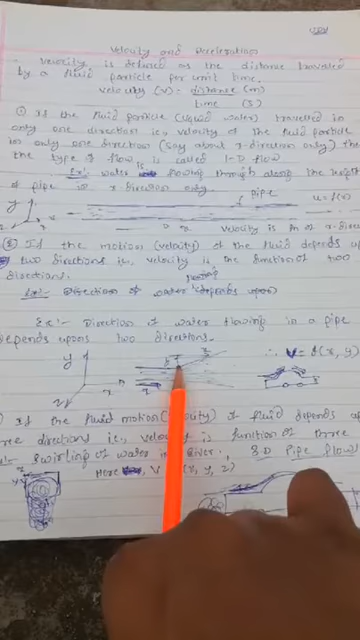 Velocity and Acceleration
Velocity is defined as the distance travelled
by a fluid particle per unit time.
velocity (v) = distance (m)
time (s)
① If the fluid particle (liquid water) travelled in
only one direction i.e., velocity of the fluid particle
in only one direction (say about x-direction only) then
the type of flow is called 1-D flow
Ex:- water is flowing through along the length
of pipe in x-direction only.
pipe
y
u = f(x)
x
z
velocity is fn of x-direc
② If the motion (velocity) of the fluid depends up
two directions i.e., velocity is the function of two
directions.
Ex:- Direction of water depends upon
Ex:- Direction of water flowing in a pipe
depends upon two directions.
y
∴ V = f(x, y)
x
z
) If the fluid motion (velocity) of fluid depends up
three directions i.e., velocity is function of three
Swirling of water in River, 3-D Pipe flow
Here V (x, y, z)